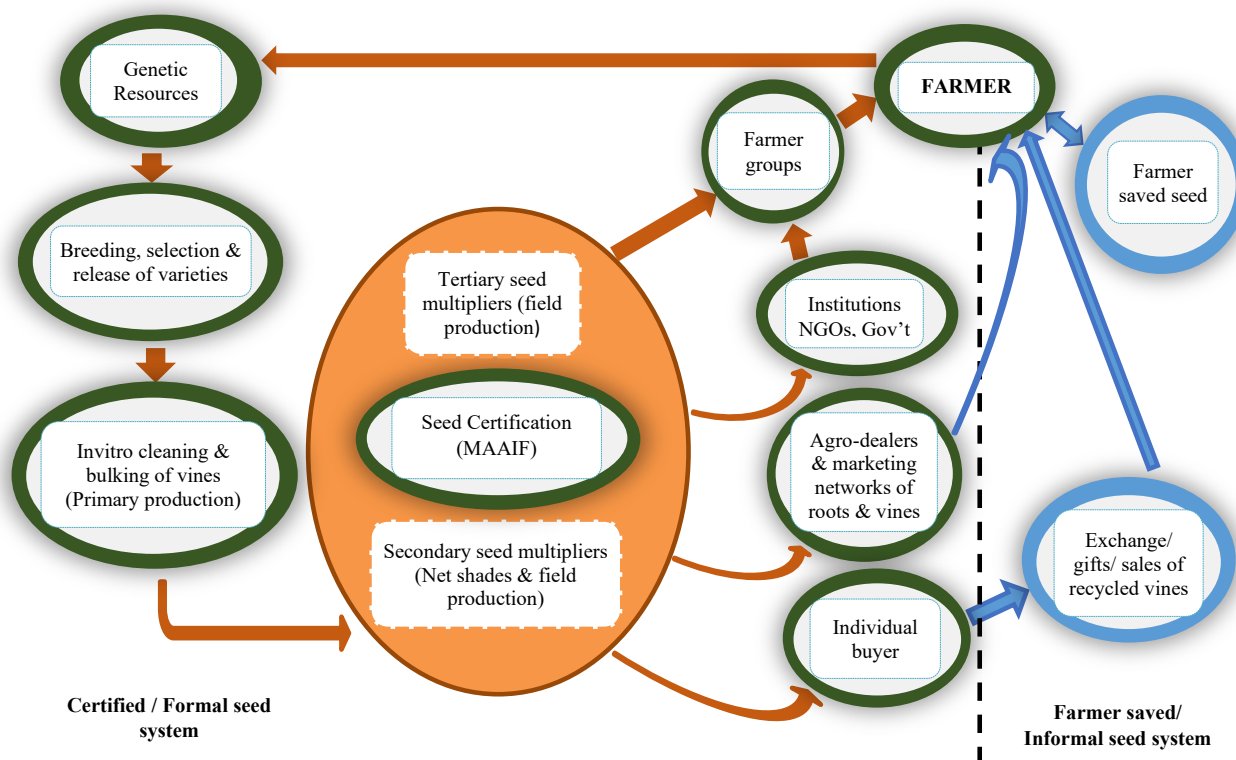 Genetic
Resources
FARMER
Farmer
groups
Farmer
saved seed
Breeding, selection &
release of varieties
Tertiary seed
multipliers (field
production)
Institutions
NGOs, Gov't
Seed Certification
(MAAIF)
Invitro cleaning &
bulking of vines
(Primary production)
Agro-dealers
& marketing
networks of
roots & vines
Secondary seed multipliers
(Net shades & field
production)
Exchange/
gifts/ sales of
recycled vines
Individual
buyer
Certified / Formal seed
system
Farmer saved/
Informal seed system